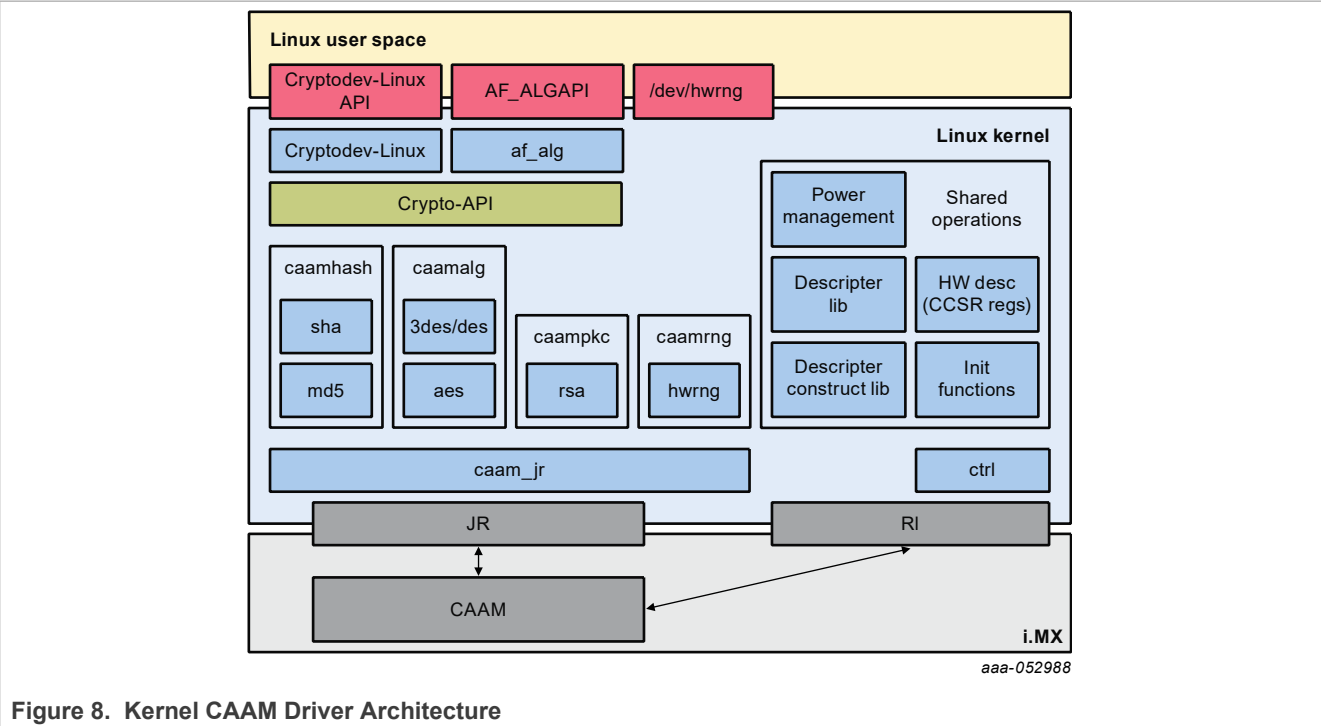 Linux user space
Cryptodev-Linux
API
AF_ALGAPI
/dev/hwrng
Linux kernel
Cryptodev-Linux
af_alg
Crypto-API
Power
management
Shared
operations
caamhash
caamalg
sha
3des/des
Descripter
lib
HW desc
(CCSR regs)
caampkc
caamrng
md5
aes
rsa
hwrng
Descripter
construct lib
Init
functions
caam_jr
ctrl
JR
RI
CAAM
i.MX
aaa-052988
Figure 8. Kernel CAAM Driver Architecture